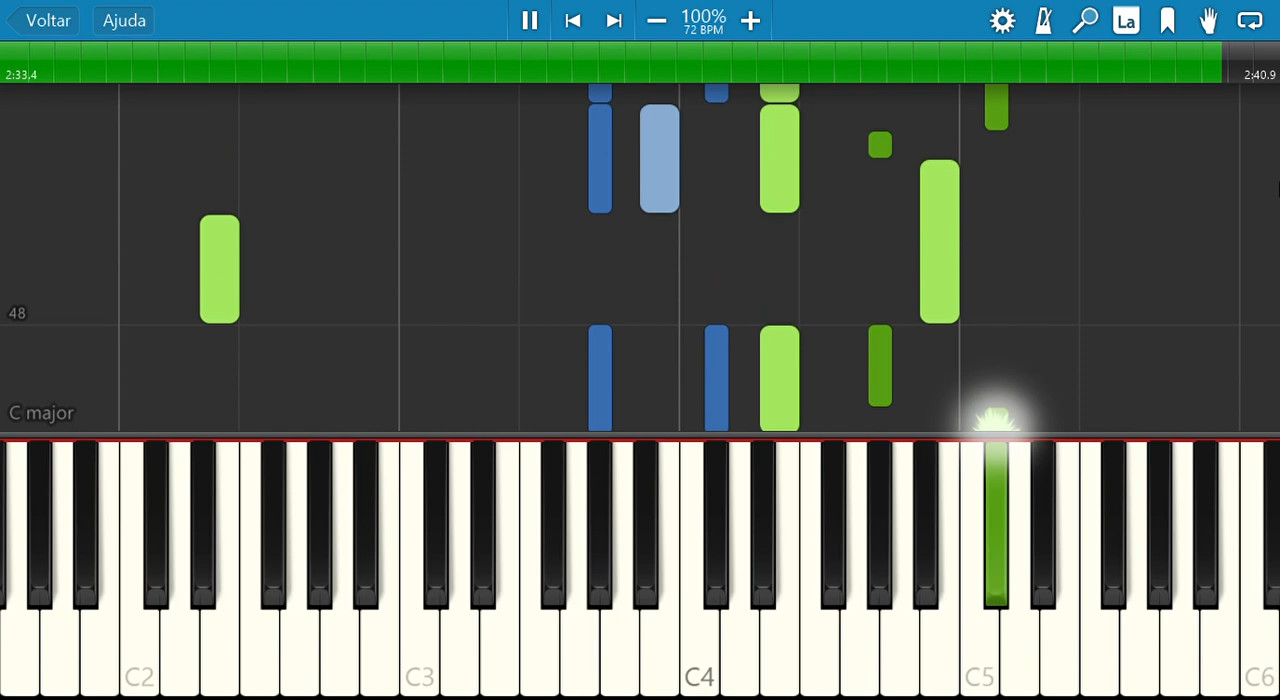 Voltar
Ajuda
100%
72 BPM
La
2:33,4
2:40.9
48
C major
C2
C3
C4
C5
C6